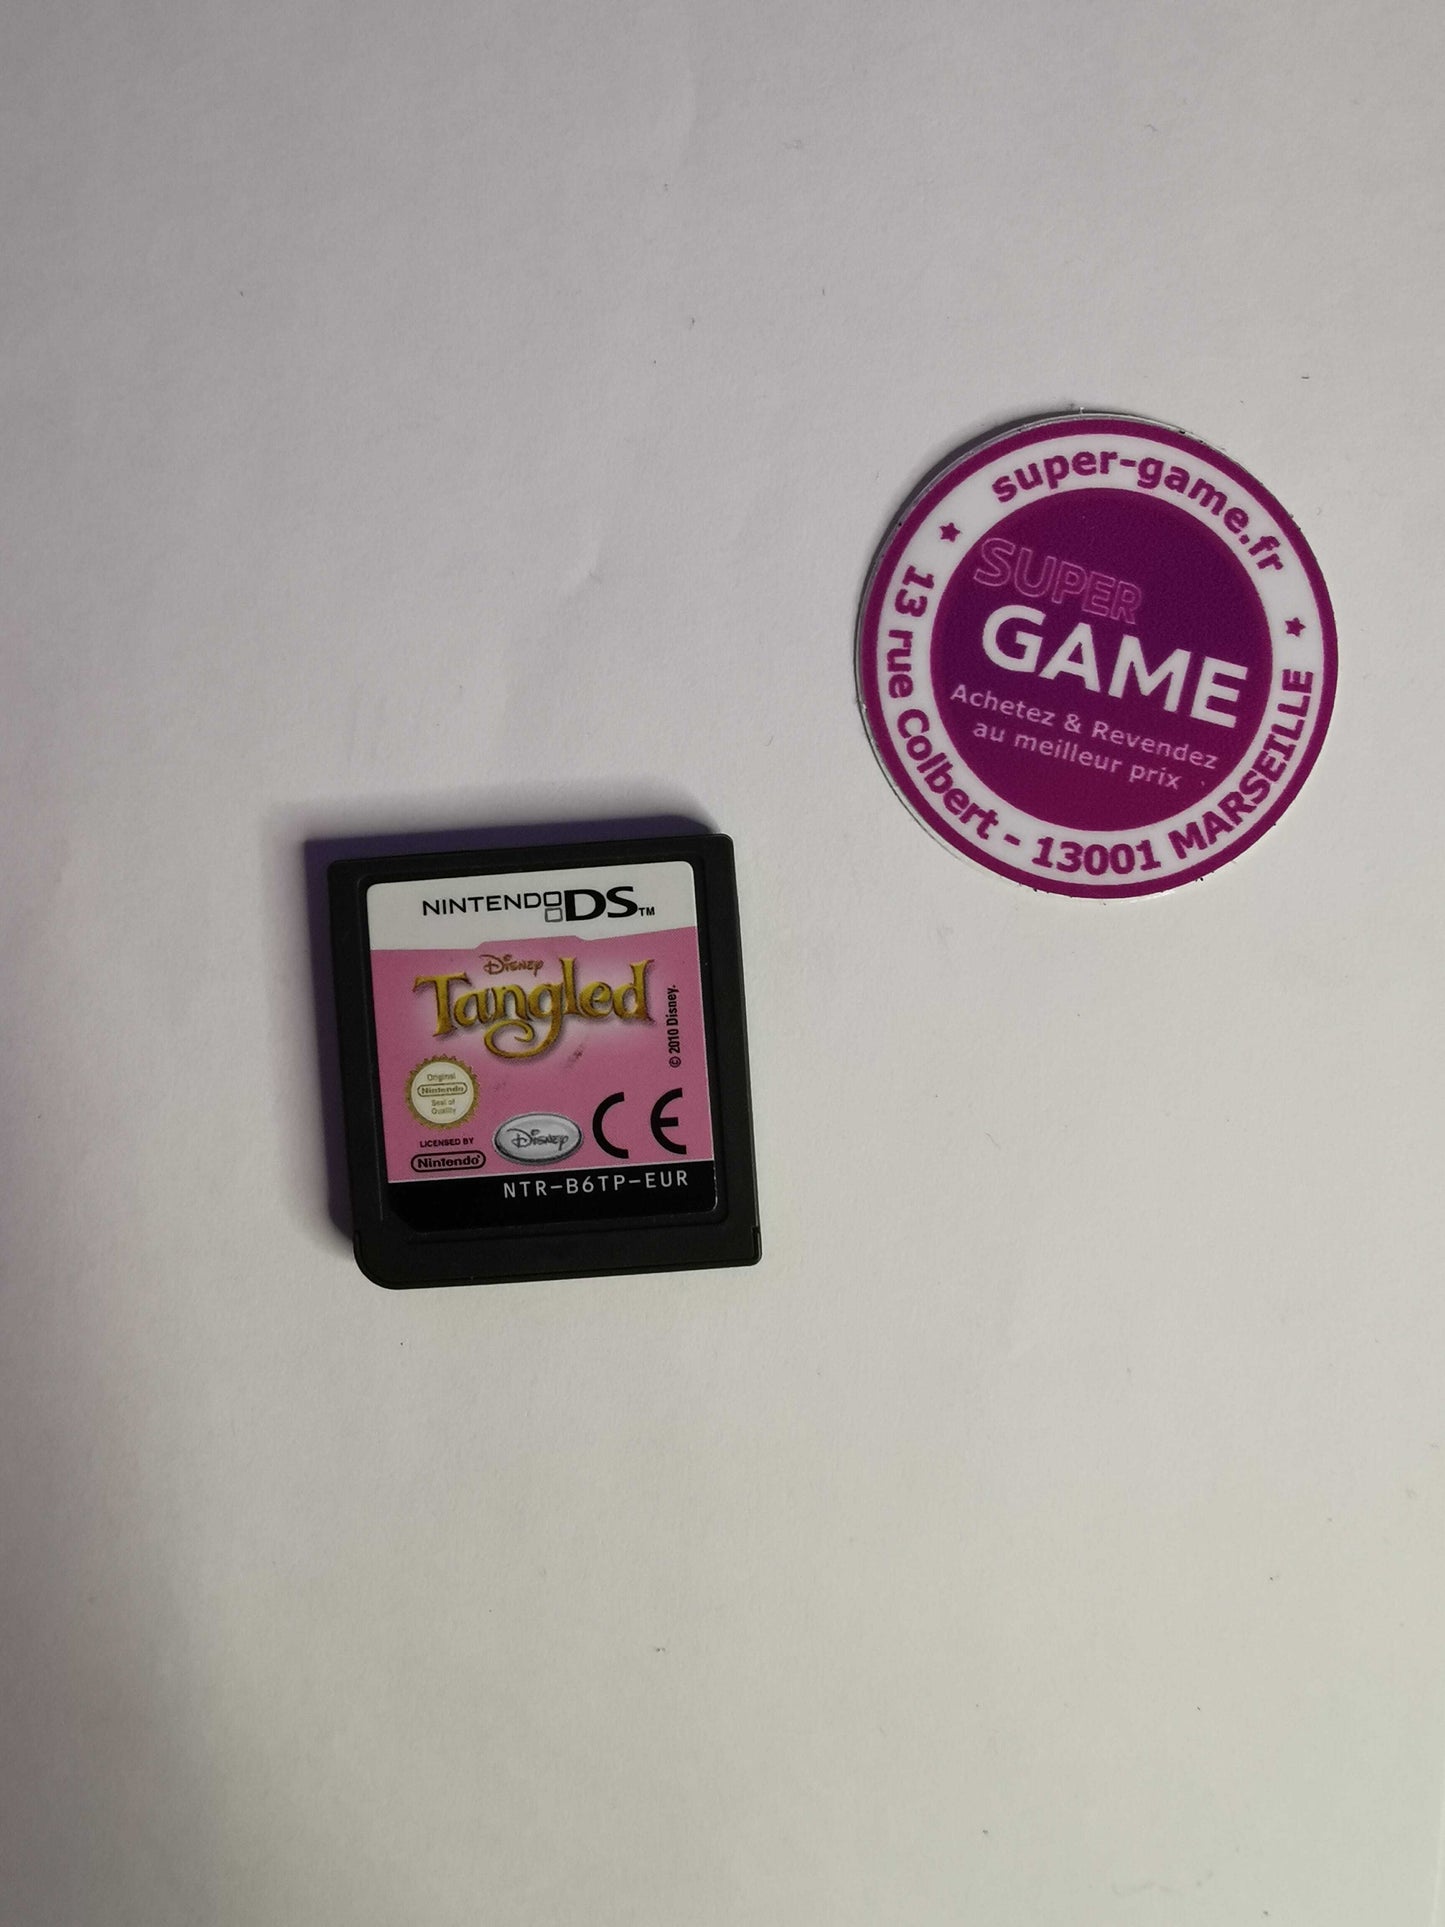 super-game.fr
SUPER
GAME
Achetez & Revendez
au meilleur prix
13 rue Colbert - 13001 MARSEILLE
NINTENDO DS™
Disney
Tangled
© 2010 Disney.
Original
Nintendo
Seal of
Quality
LICENSED BY
Nintendo
Disney
CE
NTR-B6TP-EUR